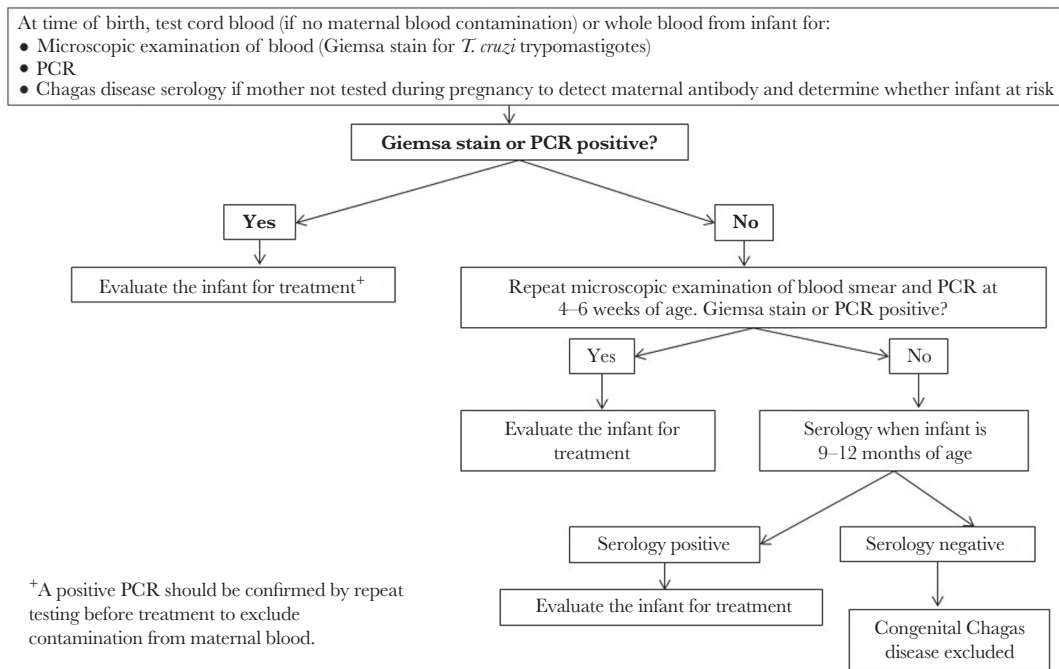 At time of birth, test cord blood (if no maternal blood contamination) or whole blood from infant for:
● Microscopic examination of blood (Giemsa stain for T. cruzi trypomastigotes)
● PCR
● Chagas disease serology if mother not tested during pregnancy to detect maternal antibody and determine whether infant at risk
Giemsa stain or PCR positive?
Yes
No
Evaluate the infant for treatment+
Repeat microscopic examination of blood smear and PCR at
4–6 weeks of age. Giemsa stain or PCR positive?
Yes
No
Evaluate the infant for
treatment
Serology when infant is
9–12 months of age
Serology positive
Serology negative
Evaluate the infant for treatment
Congenital Chagas
disease excluded
+A positive PCR should be confirmed by repeat
testing before treatment to exclude
contamination from maternal blood.